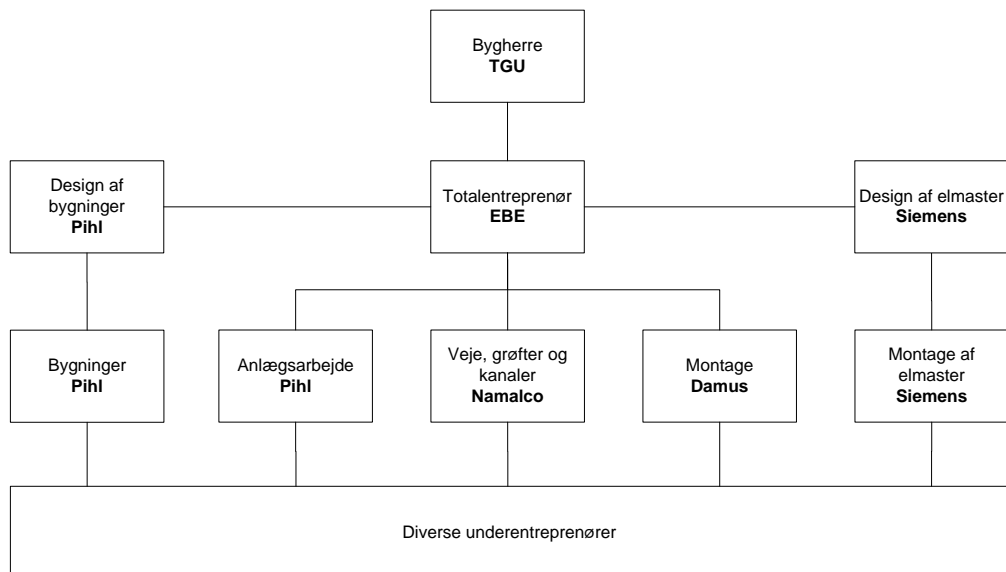 Bygherre
TGU
Design af
bygninger
Pihl
Totalentreprenør
EBE
Design af elmaster
Siemens
Bygninger
Pihl
Anlægsarbejde
Pihl
Veje, grøfter og
kanaler
Namalco
Montage
Damus
Montage af
elmaster
Siemens
Diverse underentreprenører